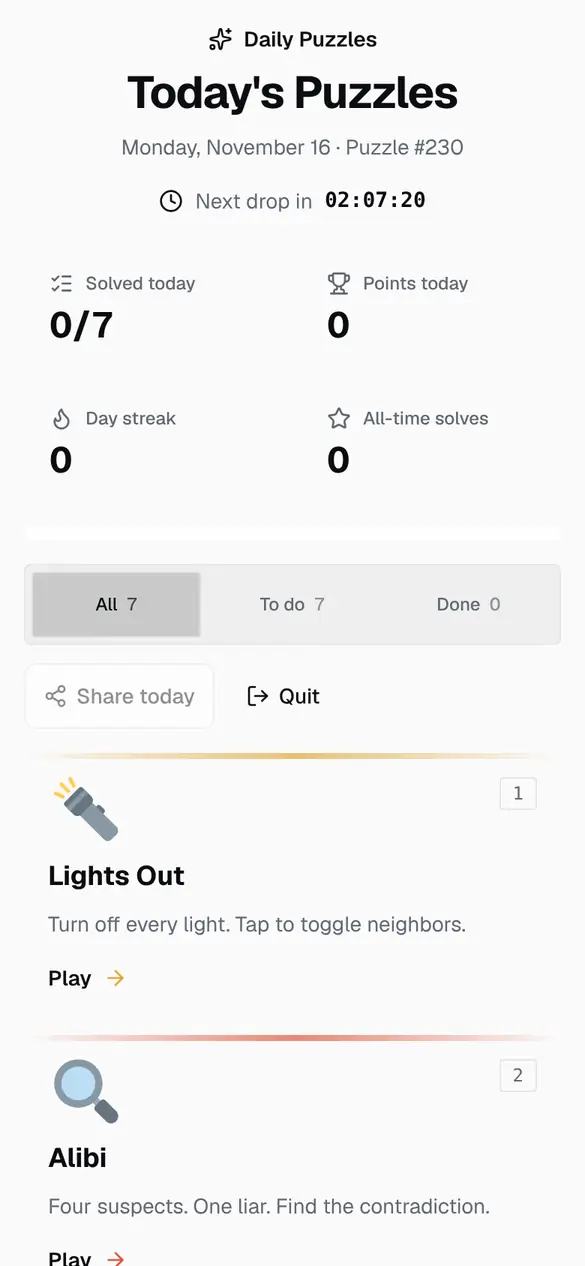 Daily Puzzles
Today's Puzzles
Monday, November 16 · Puzzle #230
Next drop in 02:07:20
Solved today
0/7
Points today
0
Day streak
0
All-time solves
0
All 7 To do 7 Done 0
Share today Quit
1
Lights Out
Turn off every light. Tap to toggle neighbors.
Play →
2
Alibi
Four suspects. One liar. Find the contradiction.
Play →